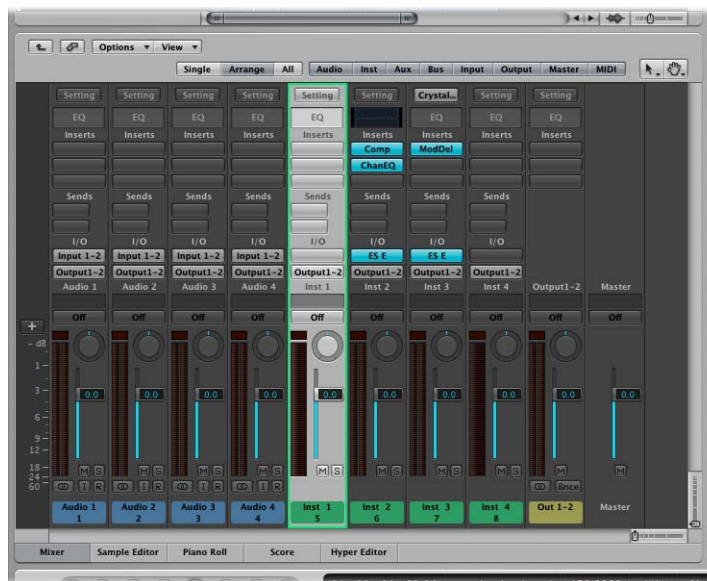 Options View
Single Arrange All Audio Inst Aux Bus Input Output Master MIDI
Setting Setting Setting Setting Setting Setting Crystal... Setting Setting
EQ EQ EQ EQ EQ EQ EQ EQ
Inserts Inserts Inserts Inserts Inserts Inserts Inserts Inserts Inserts
Comp ModDel
ChanEQ
Sends Sends Sends Sends Sends Sends Sends Sends
I/O I/O I/O I/O I/O I/O I/O I/O
Input 1-2 Input 1-2 Input 1-2 Input 1-2 ES E ES E
Output1-2 Output1-2 Output1-2 Output1-2 Output1-2 Output1-2 Output1-2 Output1-2
Audio 1 Audio 2 Audio 3 Audio 4 Inst 1 Inst 2 Inst 3 Inst 4 Output1-2 Master
Off Off Off Off Off Off Off Off Off Off
+
- dB
1 -
3 - 0.0 0.0 0.0 0.0 0.0 0.0 0.0 0.0 0.0 0.0
6 -
9 -
12 -
18 - M S M S M S M S M S M S M S M S M M
24 -
60 - I R I R I R I R Bnce
Audio 1 Audio 2 Audio 3 Audio 4 Inst 1 Inst 2 Inst 3 Inst 4 Out 1-2 Master
1 2 3 4 5 6 7 8
Mixer Sample Editor Piano Roll Score Hyper Editor